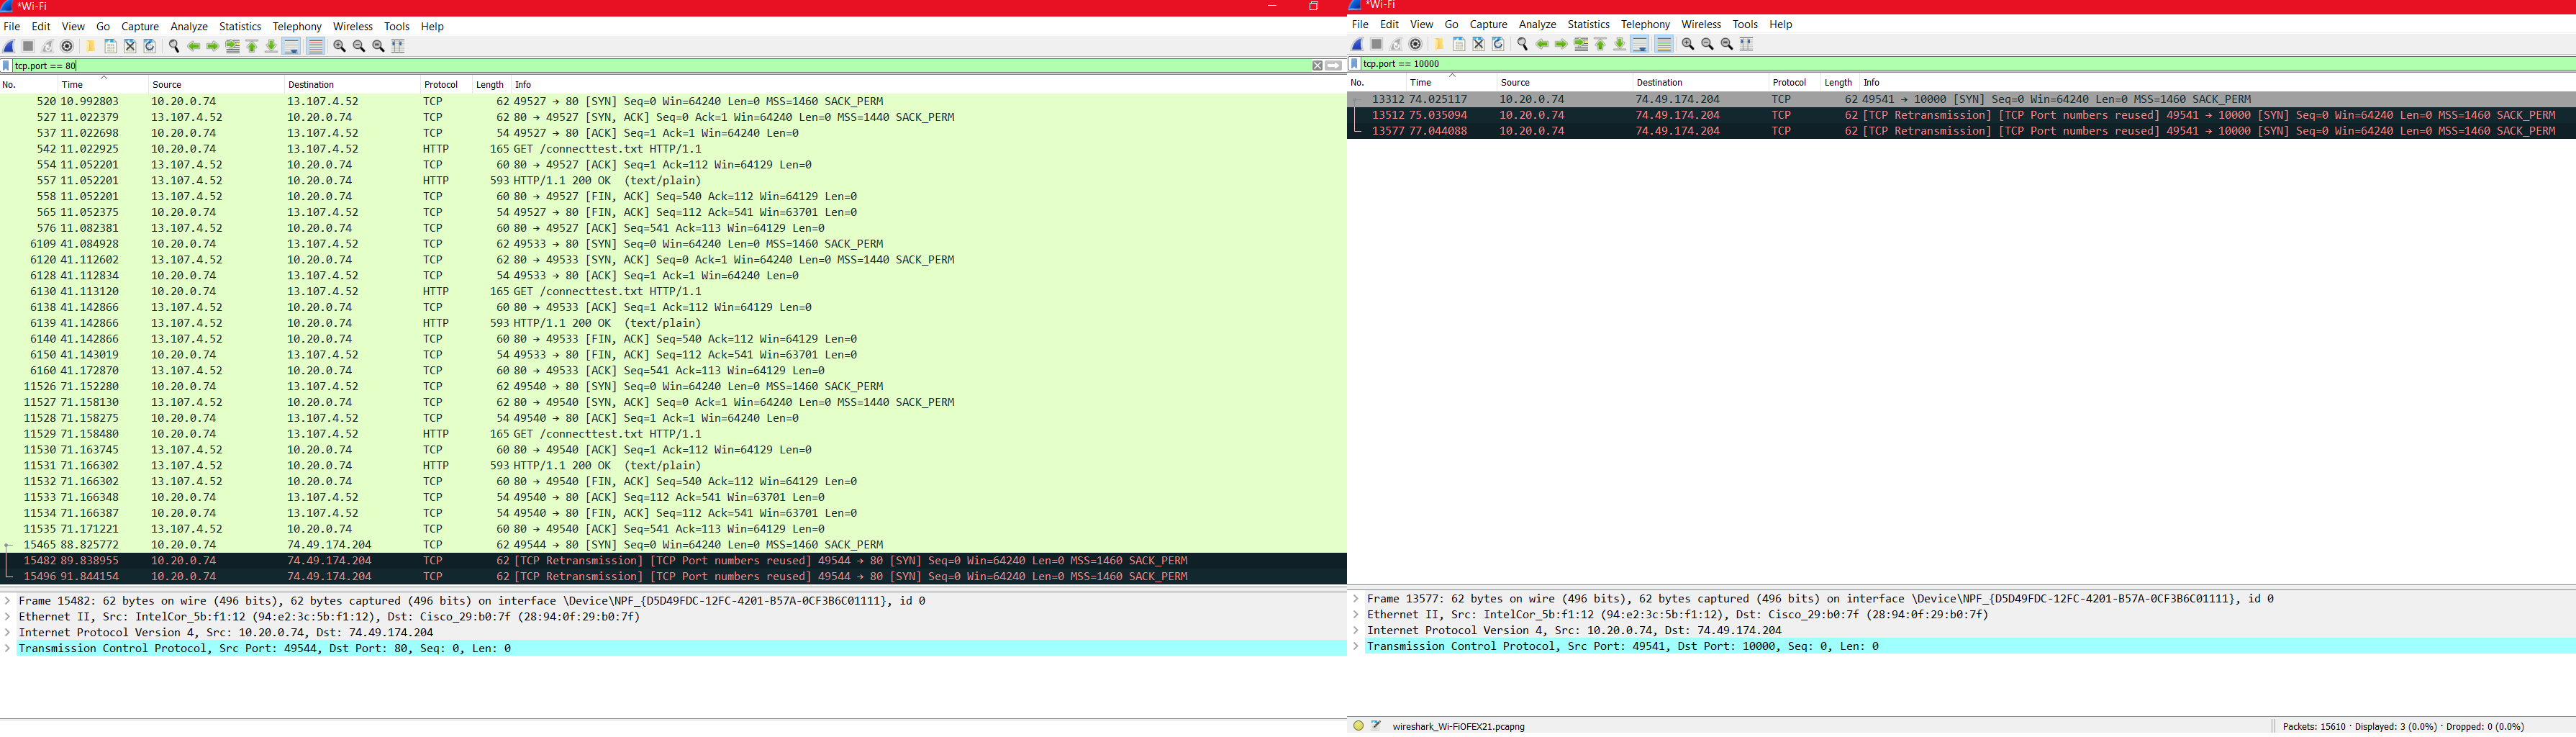 *Wi-Fi
File Edit View Go Capture Analyze Statistics Telephony Wireless Tools Help
tcp.port == 80
No. Time Source Destination Protocol Length Info
520 10.992803 10.20.0.74 13.107.4.52 TCP 62 49527 → 80 [SYN] Seq=0 Win=64240 Len=0 MSS=1460 SACK_PERM
527 11.022379 13.107.4.52 10.20.0.74 TCP 62 80 → 49527 [SYN, ACK] Seq=0 Ack=1 Win=64240 Len=0 MSS=1440 SACK_PERM
537 11.022698 10.20.0.74 13.107.4.52 TCP 54 49527 → 80 [ACK] Seq=1 Ack=1 Win=64240 Len=0
542 11.022925 10.20.0.74 13.107.4.52 HTTP 165 GET /connecttest.txt HTTP/1.1
554 11.052201 13.107.4.52 10.20.0.74 TCP 60 80 → 49527 [ACK] Seq=1 Ack=112 Win=64129 Len=0
557 11.052201 13.107.4.52 10.20.0.74 HTTP 593 HTTP/1.1 200 OK (text/plain)
558 11.052201 13.107.4.52 10.20.0.74 TCP 60 80 → 49527 [FIN, ACK] Seq=540 Ack=112 Win=64129 Len=0
565 11.052375 10.20.0.74 13.107.4.52 TCP 54 49527 → 80 [FIN, ACK] Seq=112 Ack=541 Win=63701 Len=0
576 11.082381 13.107.4.52 10.20.0.74 TCP 60 80 → 49527 [ACK] Seq=541 Ack=113 Win=64129 Len=0
6109 41.084928 10.20.0.74 13.107.4.52 TCP 62 49533 → 80 [SYN] Seq=0 Win=64240 Len=0 MSS=1460 SACK_PERM
6120 41.112602 13.107.4.52 10.20.0.74 TCP 62 80 → 49533 [SYN, ACK] Seq=0 Ack=1 Win=64240 Len=0 MSS=1440 SACK_PERM
6128 41.112834 10.20.0.74 13.107.4.52 TCP 54 49533 → 80 [ACK] Seq=1 Ack=1 Win=64240 Len=0
6130 41.113120 10.20.0.74 13.107.4.52 HTTP 165 GET /connecttest.txt HTTP/1.1
6138 41.142866 13.107.4.52 10.20.0.74 TCP 60 80 → 49533 [ACK] Seq=1 Ack=112 Win=64129 Len=0
6139 41.142866 13.107.4.52 10.20.0.74 HTTP 593 HTTP/1.1 200 OK (text/plain)
6140 41.142866 13.107.4.52 10.20.0.74 TCP 60 80 → 49533 [FIN, ACK] Seq=540 Ack=112 Win=64129 Len=0
6150 41.143019 10.20.0.74 13.107.4.52 TCP 54 49533 → 80 [FIN, ACK] Seq=112 Ack=541 Win=63701 Len=0
6160 41.172870 13.107.4.52 10.20.0.74 TCP 60 80 → 49533 [ACK] Seq=541 Ack=113 Win=64129 Len=0
11526 71.152280 10.20.0.74 13.107.4.52 TCP 62 49540 → 80 [SYN] Seq=0 Win=64240 Len=0 MSS=1460 SACK_PERM
11527 71.158130 13.107.4.52 10.20.0.74 TCP 62 80 → 49540 [SYN, ACK] Seq=0 Ack=1 Win=64240 Len=0 MSS=1440 SACK_PERM
11528 71.158275 10.20.0.74 13.107.4.52 TCP 54 49540 → 80 [ACK] Seq=1 Ack=1 Win=64240 Len=0
11529 71.158480 10.20.0.74 13.107.4.52 HTTP 165 GET /connecttest.txt HTTP/1.1
11530 71.163745 13.107.4.52 10.20.0.74 TCP 60 80 → 49540 [ACK] Seq=1 Ack=112 Win=64129 Len=0
11531 71.166302 13.107.4.52 10.20.0.74 HTTP 593 HTTP/1.1 200 OK (text/plain)
11532 71.166302 13.107.4.52 10.20.0.74 TCP 60 80 → 49540 [FIN, ACK] Seq=540 Ack=112 Win=64129 Len=0
11533 71.166348 10.20.0.74 13.107.4.52 TCP 54 49540 → 80 [ACK] Seq=112 Ack=541 Win=63701 Len=0
11534 71.166387 10.20.0.74 13.107.4.52 TCP 54 49540 → 80 [FIN, ACK] Seq=112 Ack=541 Win=63701 Len=0
11535 71.171221 13.107.4.52 10.20.0.74 TCP 60 80 → 49540 [ACK] Seq=541 Ack=113 Win=64129 Len=0
15465 88.825772 10.20.0.74 74.49.174.204 TCP 62 49544 → 80 [SYN] Seq=0 Win=64240 Len=0 MSS=1460 SACK_PERM
15482 89.838955 10.20.0.74 74.49.174.204 TCP 62 [TCP Retransmission] [TCP Port numbers reused] 49544 → 80 [SYN] Seq=0 Win=64240 Len=0 MSS=1460 SACK_PERM
15496 91.844154 10.20.0.74 74.49.174.204 TCP 62 [TCP Retransmission] [TCP Port numbers reused] 49544 → 80 [SYN] Seq=0 Win=64240 Len=0 MSS=1460 SACK_PERM
Frame 15482: 62 bytes on wire (496 bits), 62 bytes captured (496 bits) on interface \Device\NPF_{D5D49FDC-12FC-4201-B57A-0CF3B6C01111}, id 0
Ethernet II, Src: IntelCor_5b:f1:12 (94:e2:3c:5b:f1:12), Dst: Cisco_29:b0:7f (28:94:0f:29:b0:7f)
Internet Protocol Version 4, Src: 10.20.0.74, Dst: 74.49.174.204
Transmission Control Protocol, Src Port: 49544, Dst Port: 80, Seq: 0, Len: 0
*Wi-Fi
File Edit View Go Capture Analyze Statistics Telephony Wireless Tools Help
tcp.port == 10000
No. Time Source Destination Protocol Length Info
13312 74.025117 10.20.0.74 74.49.174.204 TCP 62 49541 → 10000 [SYN] Seq=0 Win=64240 Len=0 MSS=1460 SACK_PERM
13512 75.035094 10.20.0.74 74.49.174.204 TCP 62 [TCP Retransmission] [TCP Port numbers reused] 49541 → 10000 [SYN] Seq=0 Win=64240 Len=0 MSS=1460 SACK_PERM
13577 77.044088 10.20.0.74 74.49.174.204 TCP 62 [TCP Retransmission] [TCP Port numbers reused] 49541 → 10000 [SYN] Seq=0 Win=64240 Len=0 MSS=1460 SACK_PERM
Frame 13577: 62 bytes on wire (496 bits), 62 bytes captured (496 bits) on interface \Device\NPF_{D5D49FDC-12FC-4201-B57A-0CF3B6C01111}, id 0
Ethernet II, Src: IntelCor_5b:f1:12 (94:e2:3c:5b:f1:12), Dst: Cisco_29:b0:7f (28:94:0f:29:b0:7f)
Internet Protocol Version 4, Src: 10.20.0.74, Dst: 74.49.174.204
Transmission Control Protocol, Src Port: 49541, Dst Port: 10000, Seq: 0, Len: 0
wireshark_Wi-FiOFEX21.pcapng
Packets: 15610 · Displayed: 3 (0.0%) · Dropped: 0 (0.0%)